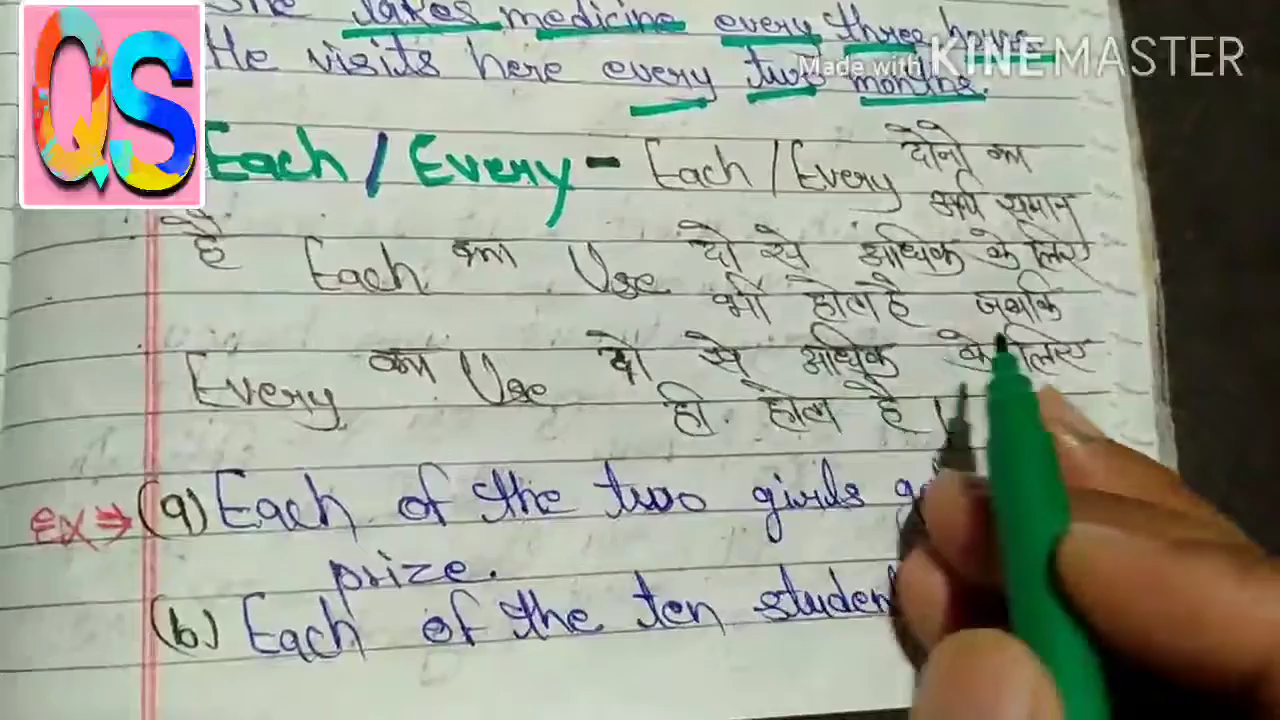 She takes medicine every three hours
He visits here every two months.
Made with KINEMASTER
QS
Each / Every - Each / Every दोनो का
अर्थ समान
है Each का Use दो से अधिक के लिए
भी होता है जबकि
Every का Use दो से अधिक के लिए
ही होता है।
ex ⇒ (a) Each of the two girls
prize.
(b) Each of the ten student